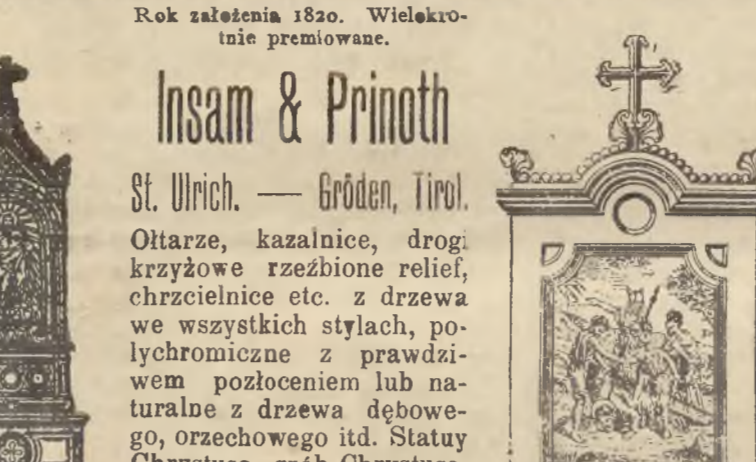 Rok założenia 1820. Wielokro-
tnie premiowane.
Insam & Prinoth
St. Ulrich. — Gröden, Tirol.
Ołtarze, kazalnice, drogi
krzyżowe rzeźbione relief,
chrzcielnice etc. z drzewa
we wszystkich stylach, po-
lychromiczne z prawdzi-
wem pozłoceniem lub na-
turalne z drzewa dębowe-
go, orzechowego itd. Statuy